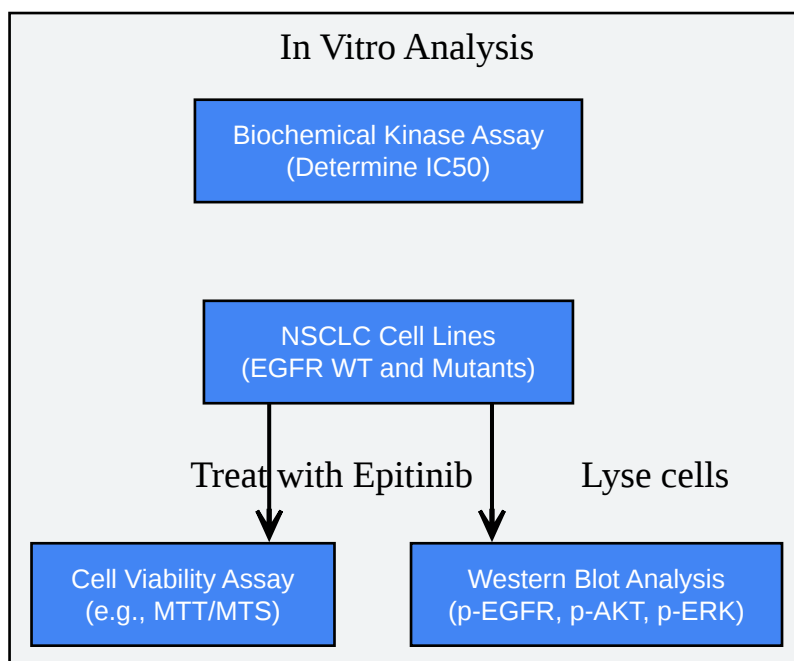 In Vitro Analysis
Biochemical Kinase Assay
(Determine IC50)
NSCLC Cell Lines
(EGFR WT and Mutants)
Treat with Epitinib
Lyse cells
Cell Viability Assay
(e.g., MTT/MTS)
Western Blot Analysis
(p-EGFR, p-AKT, p-ERK)